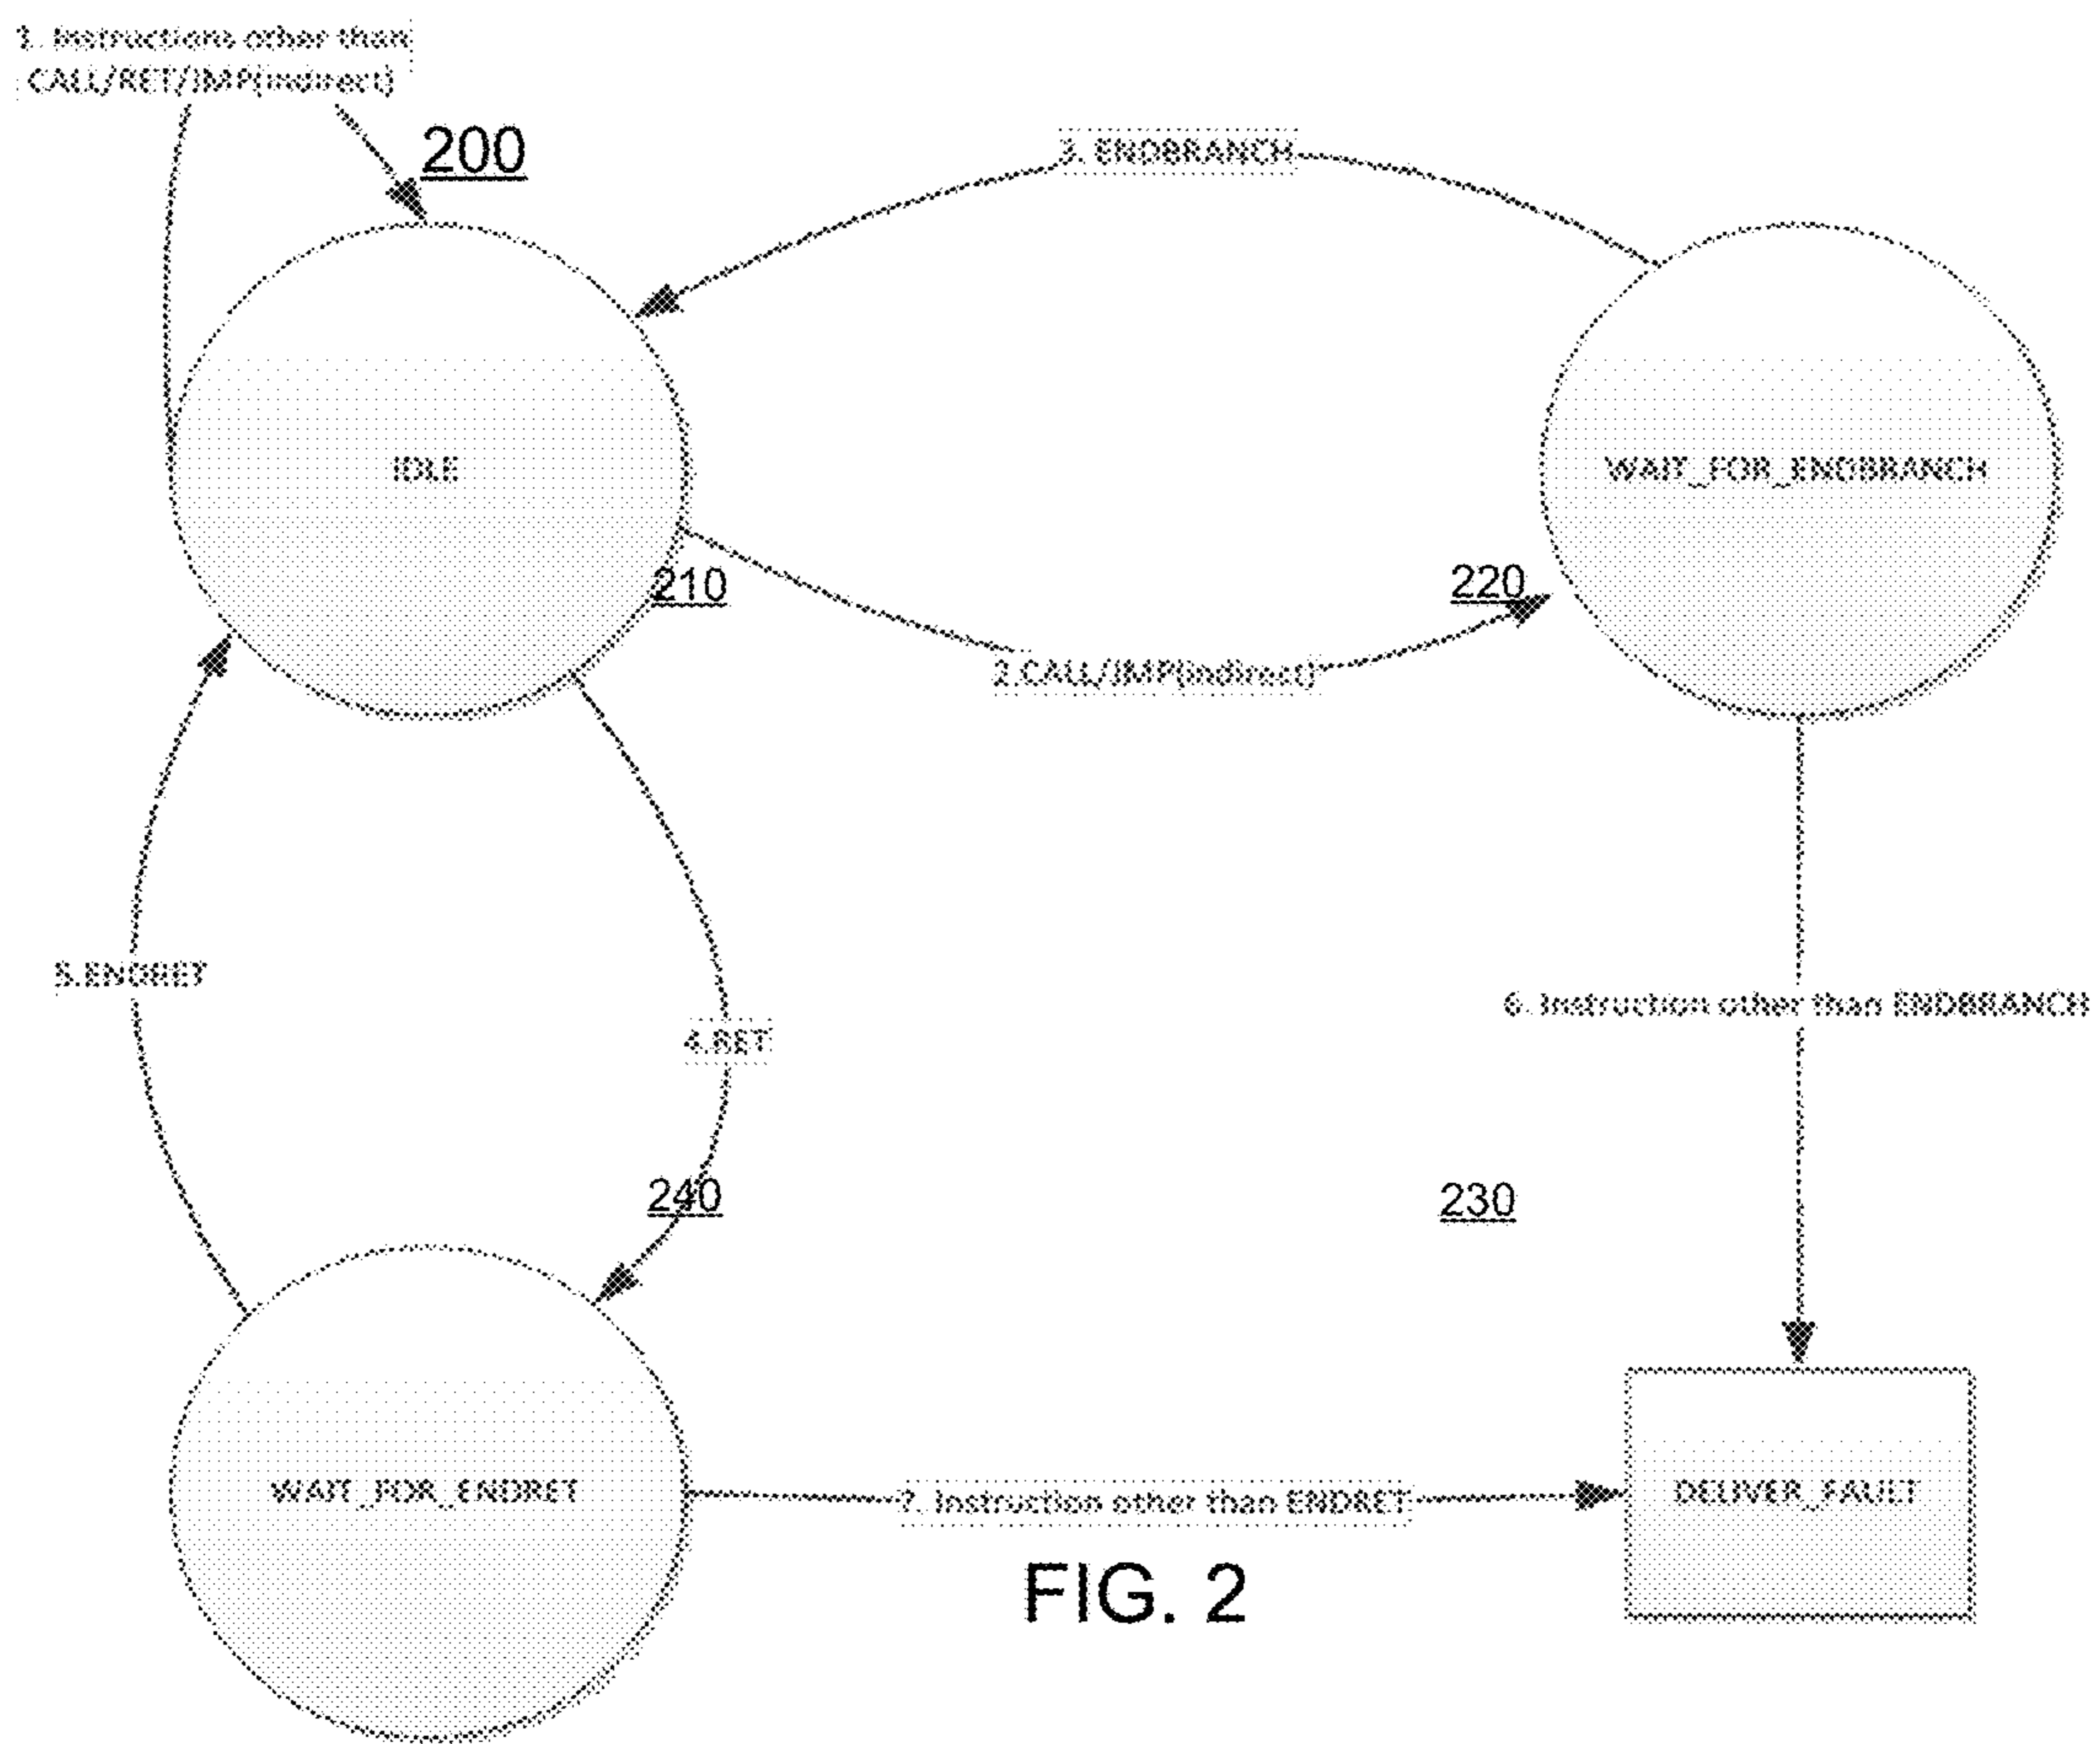 1. Instructions other than
CALL/RET/JMP(indirect)
200
3. ENDBRANCH
IDLE
WAIT_FOR_ENDBRANCH
210
220
2.CALL/JMP(indirect)
5.ENDRET
4.RET
6. Instruction other than ENDBRANCH
240
230
WAIT_FOR_ENDRET
7. Instruction other than ENDRET
DELIVER_FAULT
FIG. 2